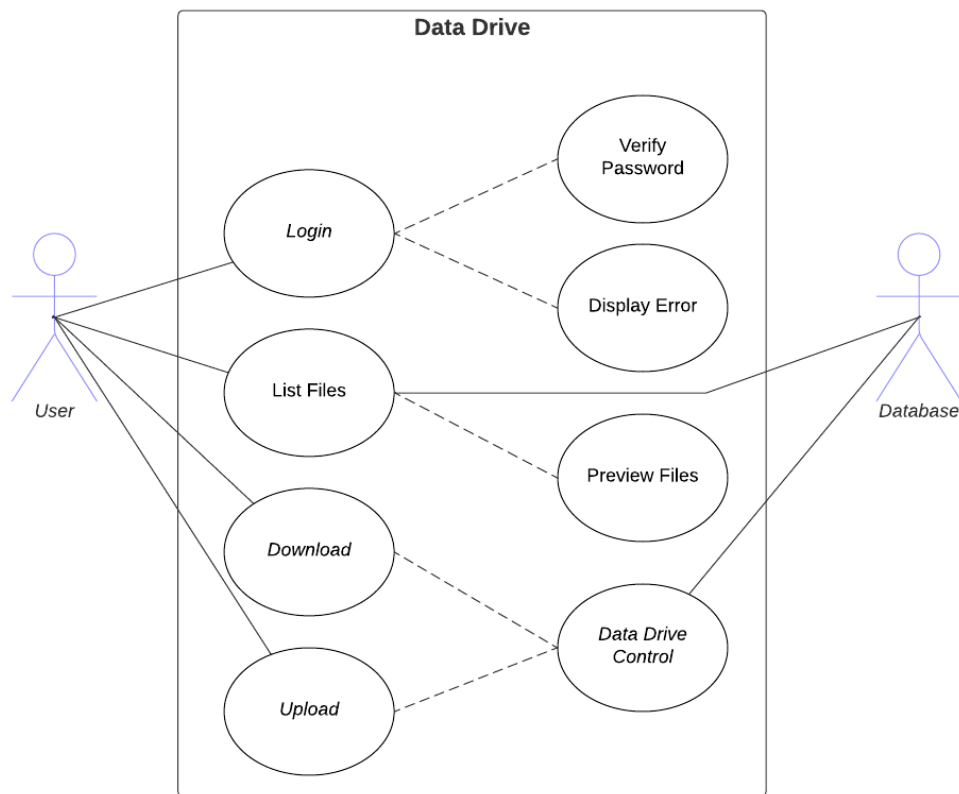 Data Drive
Verify
Password
Login
Display Error
List Files
User
Database
Preview Files
Download
Data Drive
Control
Upload